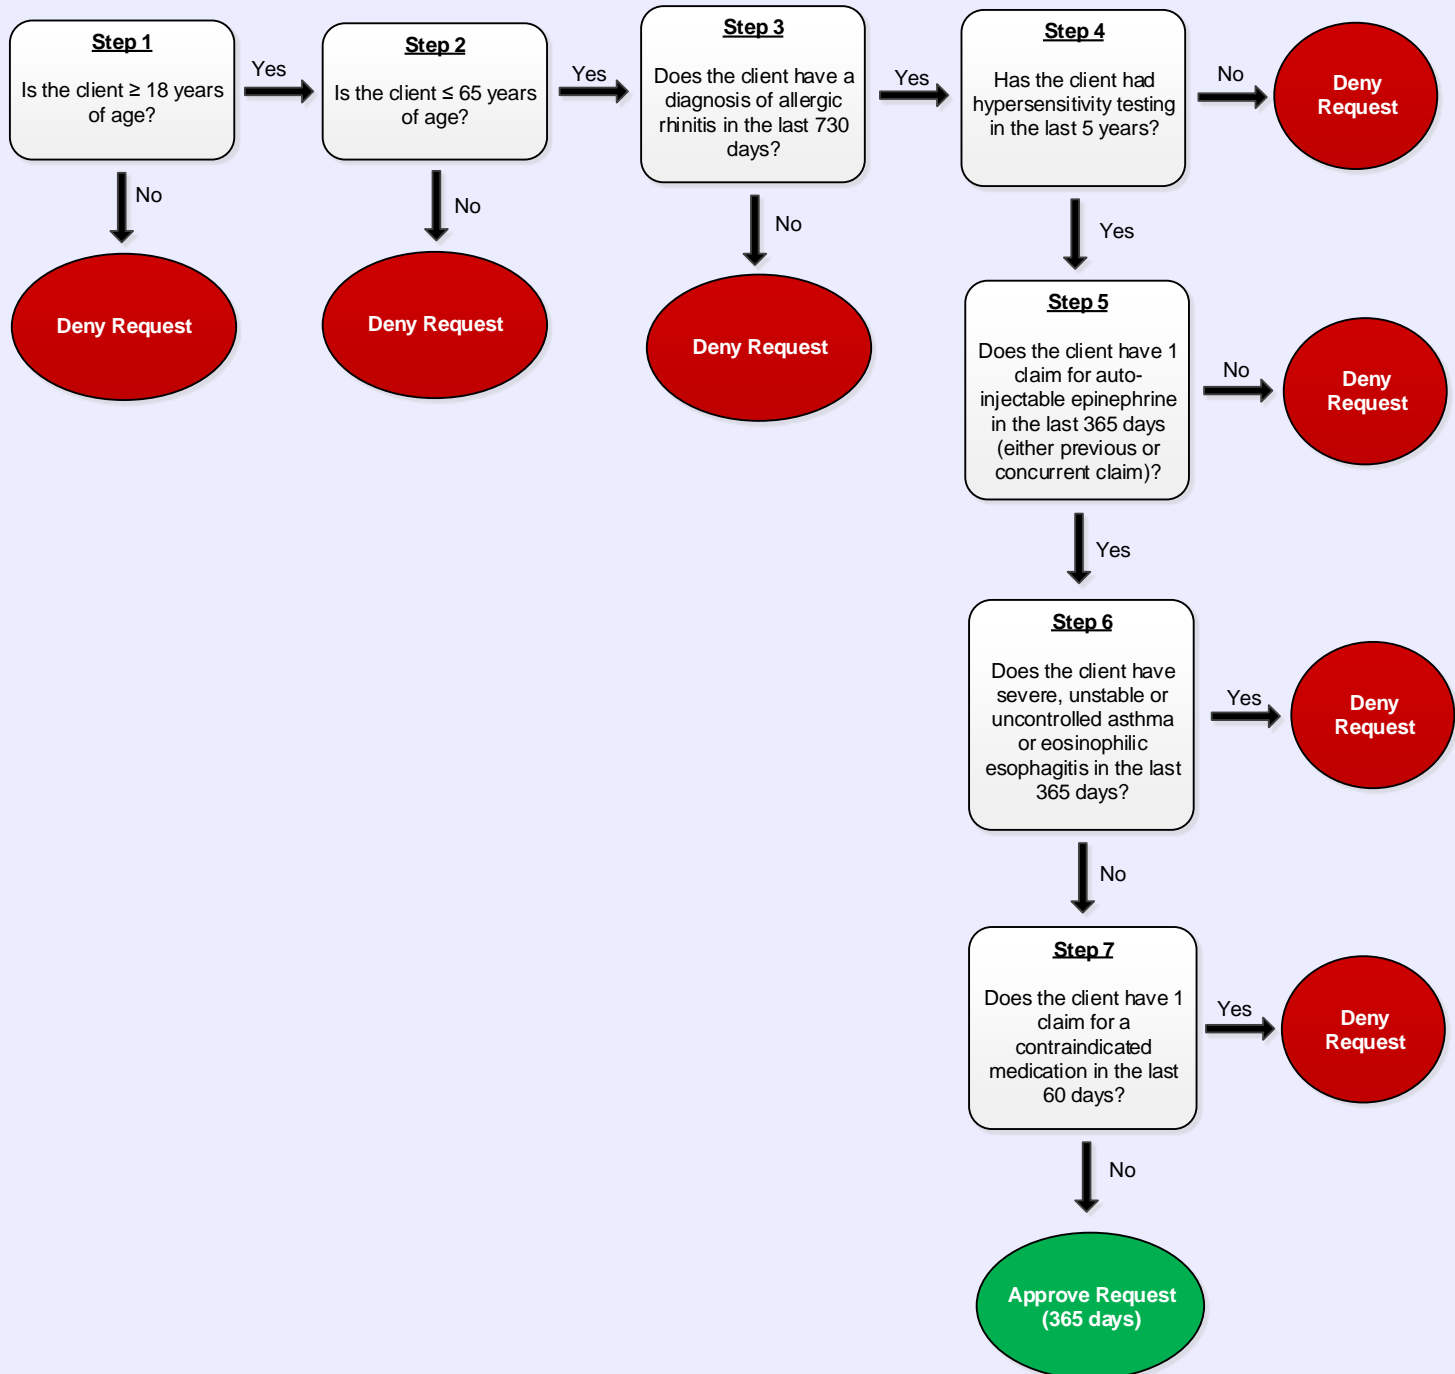 Step 1
Is the client ≥ 18 years
of age?
Yes
No
Deny Request
Step 2
Is the client ≤ 65 years
of age?
Yes
No
Deny Request
Step 3
Does the client have a
diagnosis of allergic
rhinitis in the last 730
days?
Yes
No
Deny Request
Step 4
Has the client had
hypersensitivity testing
in the last 5 years?
No
Deny
Request
Yes
Step 5
Does the client have 1
claim for auto-
injectable epinephrine
in the last 365 days
(either previous or
concurrent claim)?
No
Deny
Request
Yes
Step 6
Does the client have
severe, unstable or
uncontrolled asthma
or eosinophilic
esophagitis in the last
365 days?
Yes
Deny
Request
No
Step 7
Does the client have 1
claim for a
contraindicated
medication in the last
60 days?
Yes
Deny
Request
No
Approve Request
(365 days)